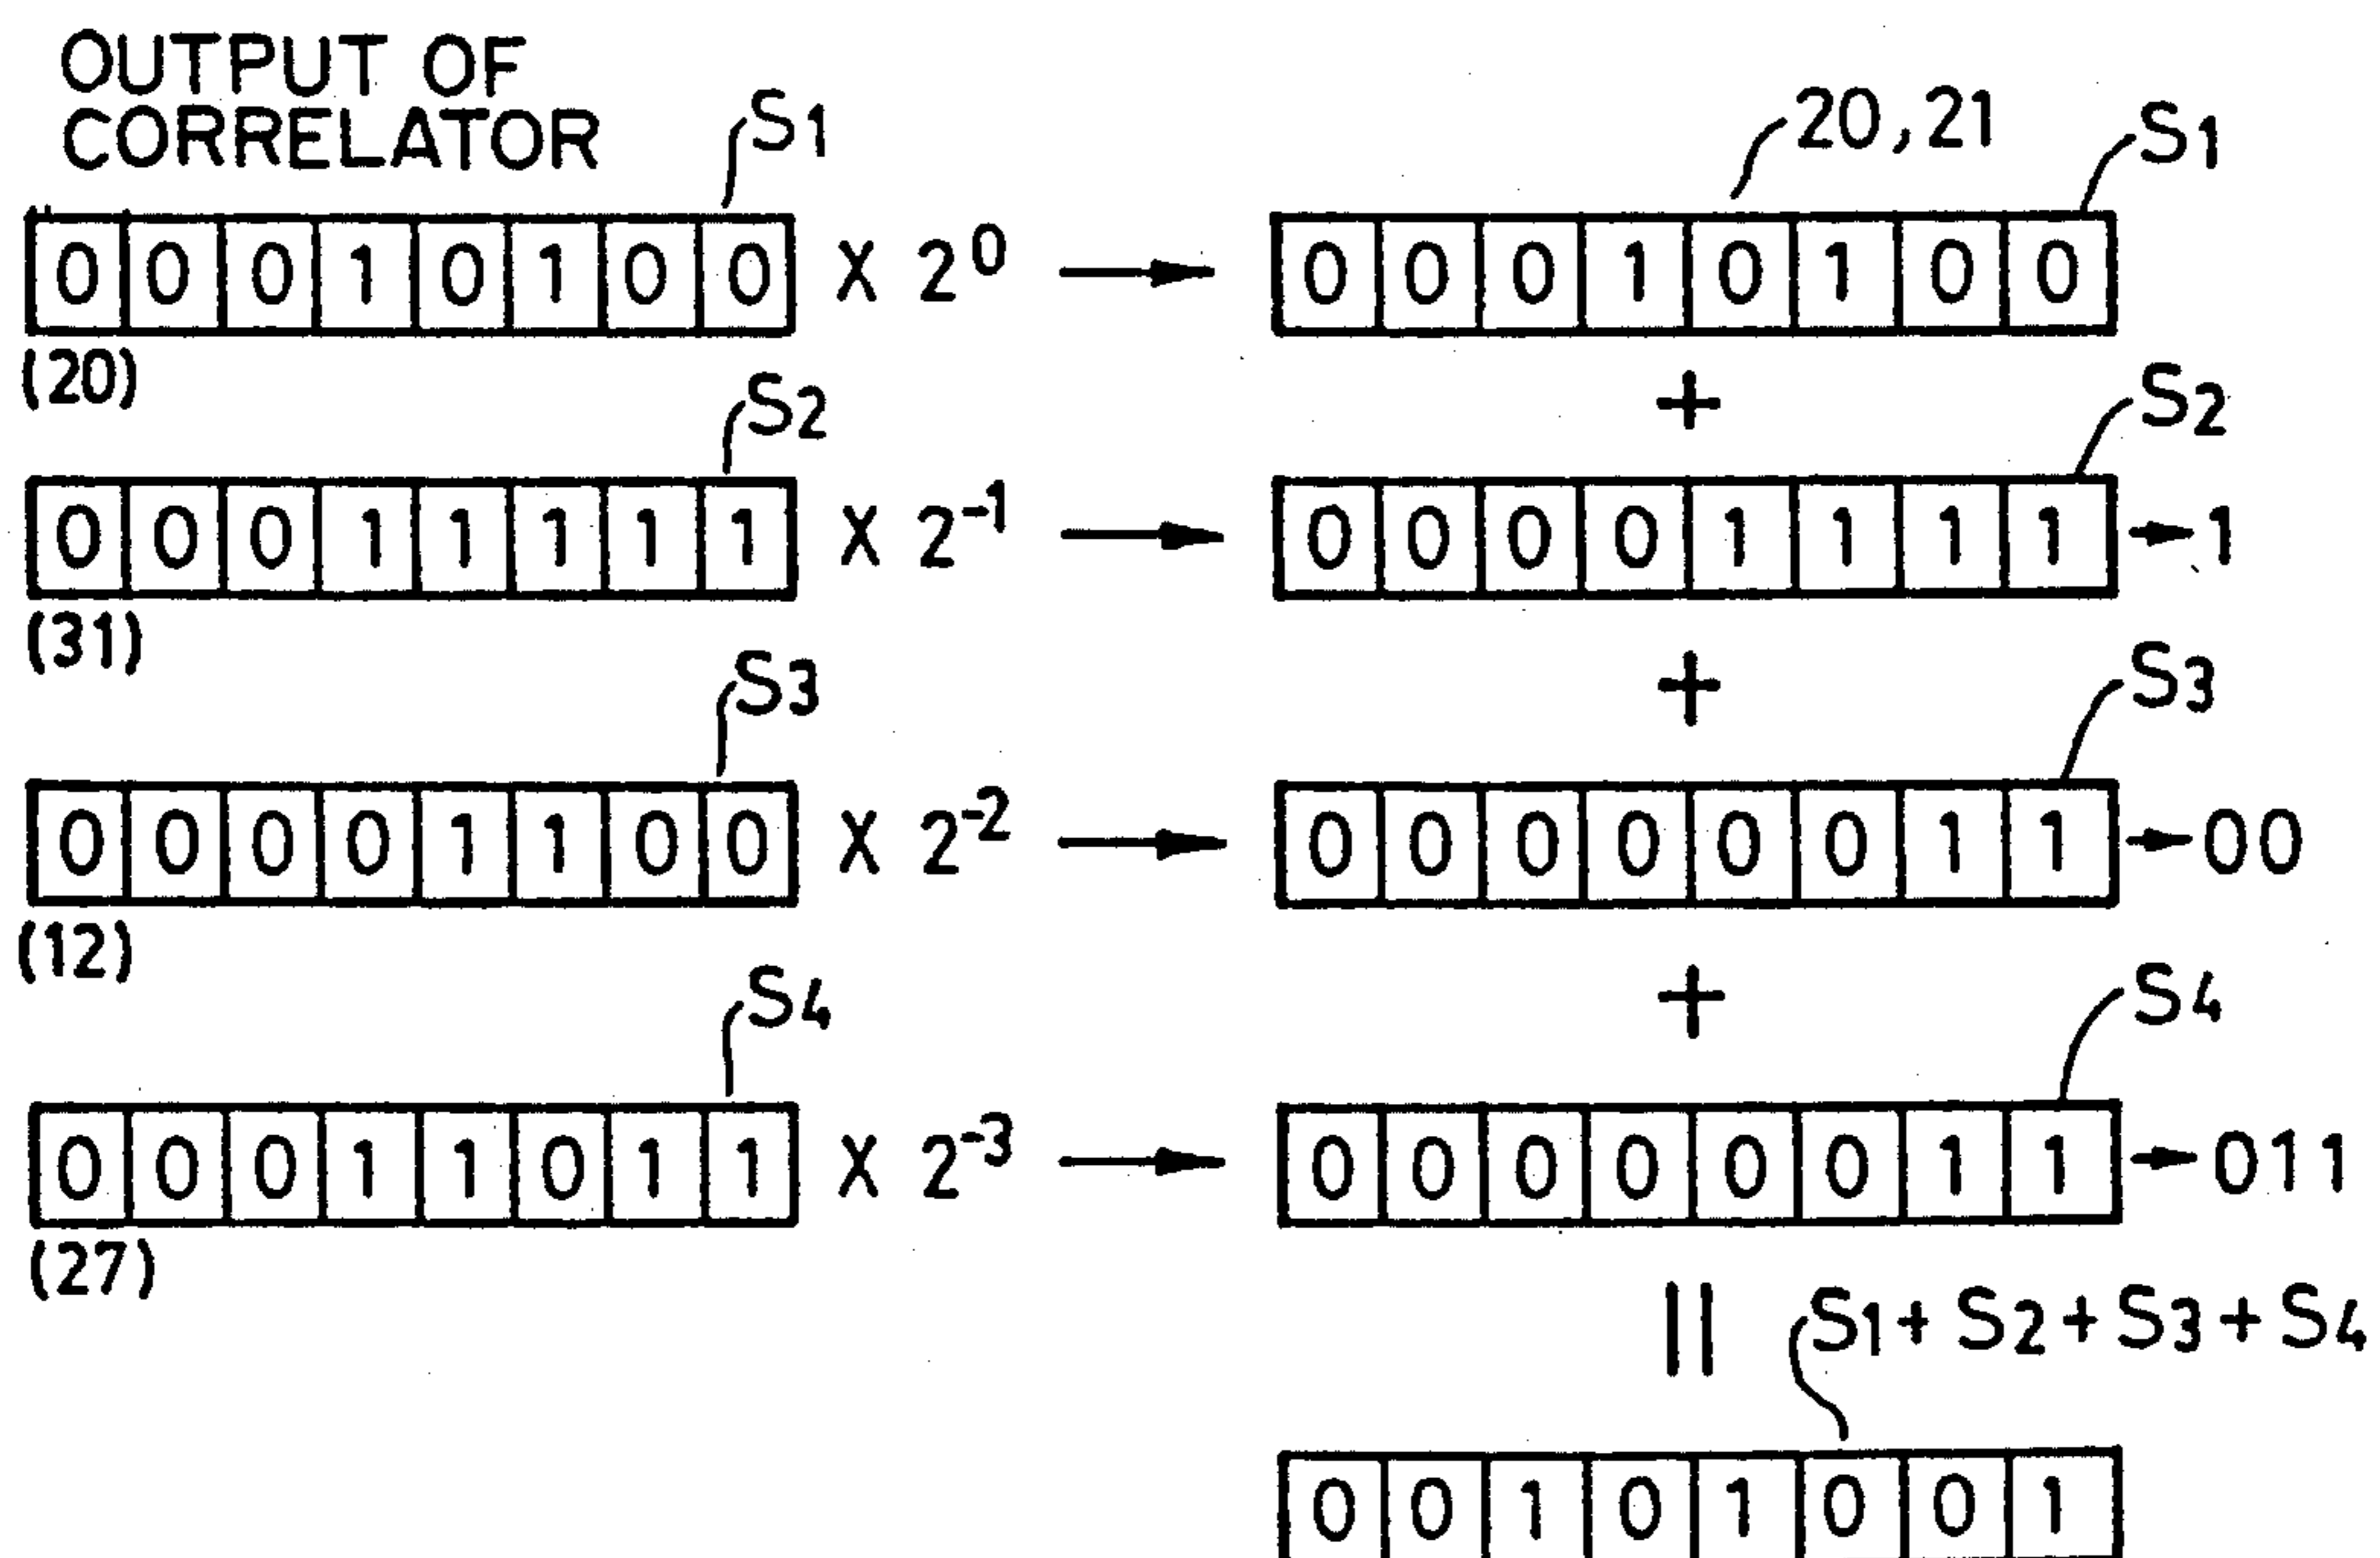 OUTPUT OF
CORRELATOR
S1
20,21
S1
0 0 0 1 0 1 0 0 X 2^0 → 0 0 0 1 0 1 0 0
(20)
+
S2
S2
0 0 0 1 1 1 1 1 X 2^-1 → 0 0 0 0 1 1 1 1 → 1
(31)
+
S3
S3
0 0 0 0 1 1 0 0 X 2^-2 → 0 0 0 0 0 0 1 1 → 00
(12)
+
S4
S4
0 0 0 1 1 0 1 1 X 2^-3 → 0 0 0 0 0 0 1 1 → 011
(27)
|| S1+S2+S3+S4
0 0 1 0 1 0 0 1